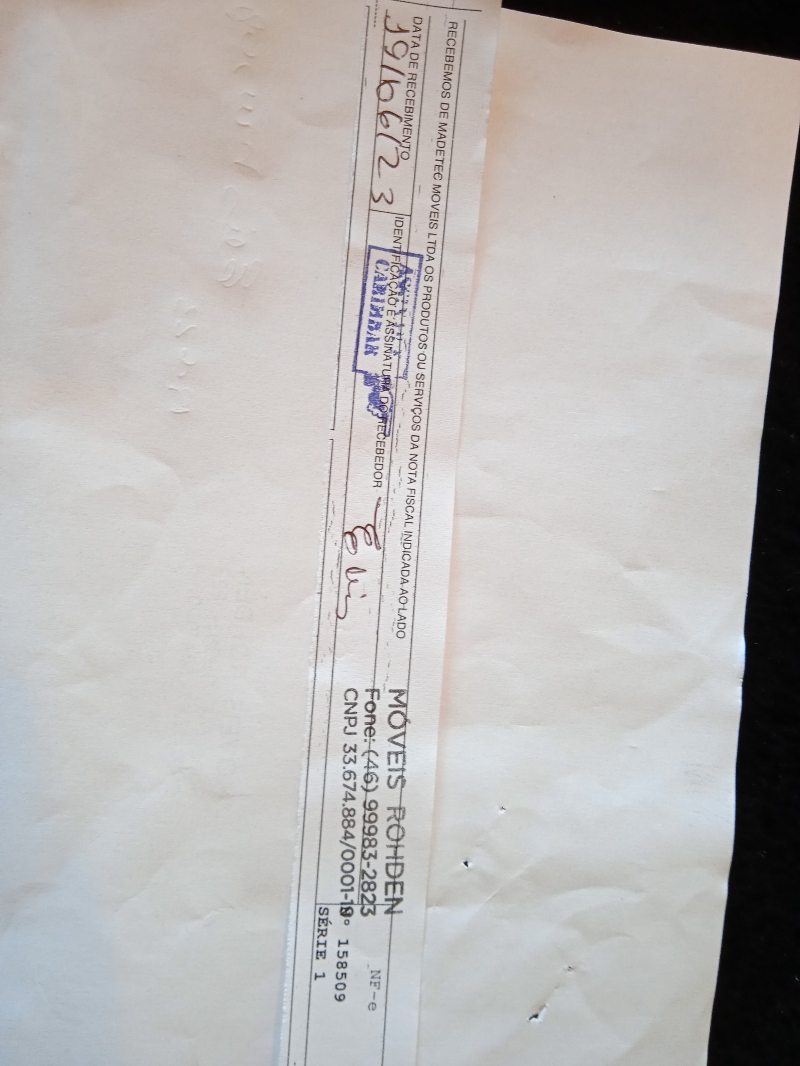 RECEBEMOS DE MADETEC MOVEIS LTDA OS PRODUTOS OU SERVIÇOS DA NOTA FISCAL INDICADA AO LADO
DATA DE RECEBIMENTO
19/06/23
IDENTIFICAÇÃO E ASSINATURA DO RECEBEDOR
CARIMBAR
MÓVEIS ROHDEN
Fone: (46) 99983-2823
CNPJ 33.674.884/0001-
NF-e
Nº 158509
SÉRIE 1